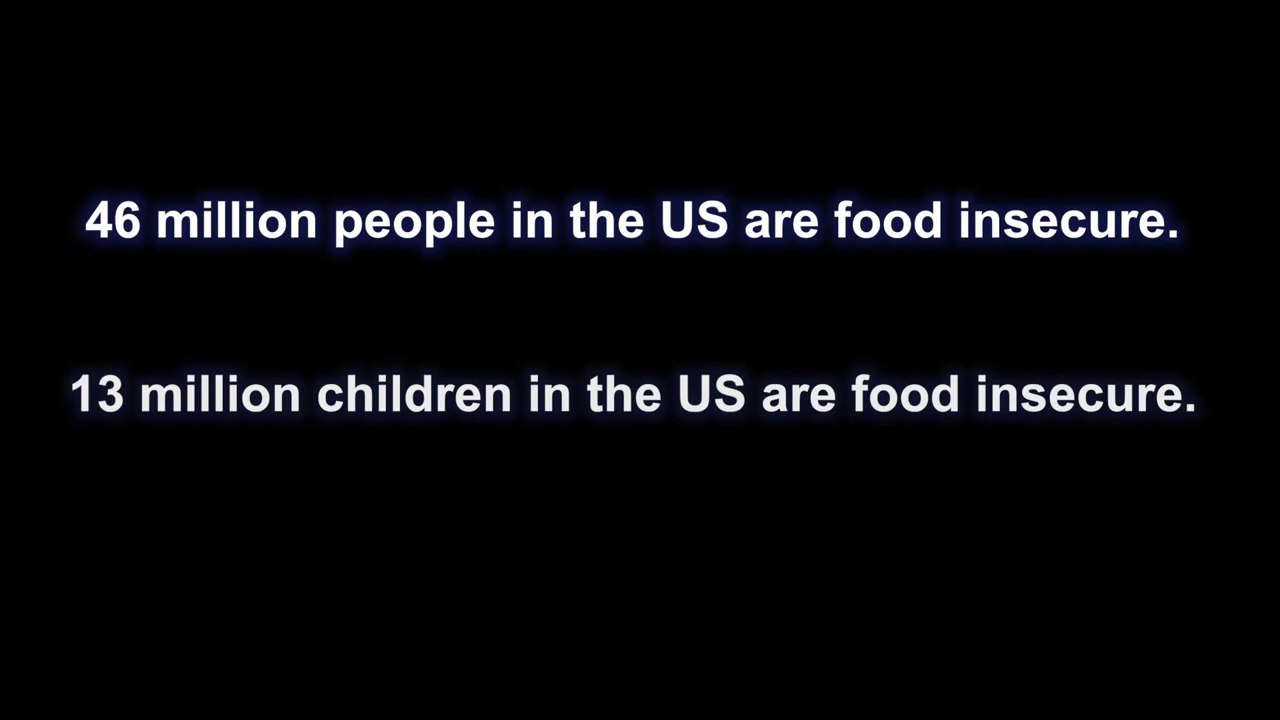 46 million people in the US are food insecure.
13 million children in the US are food insecure.